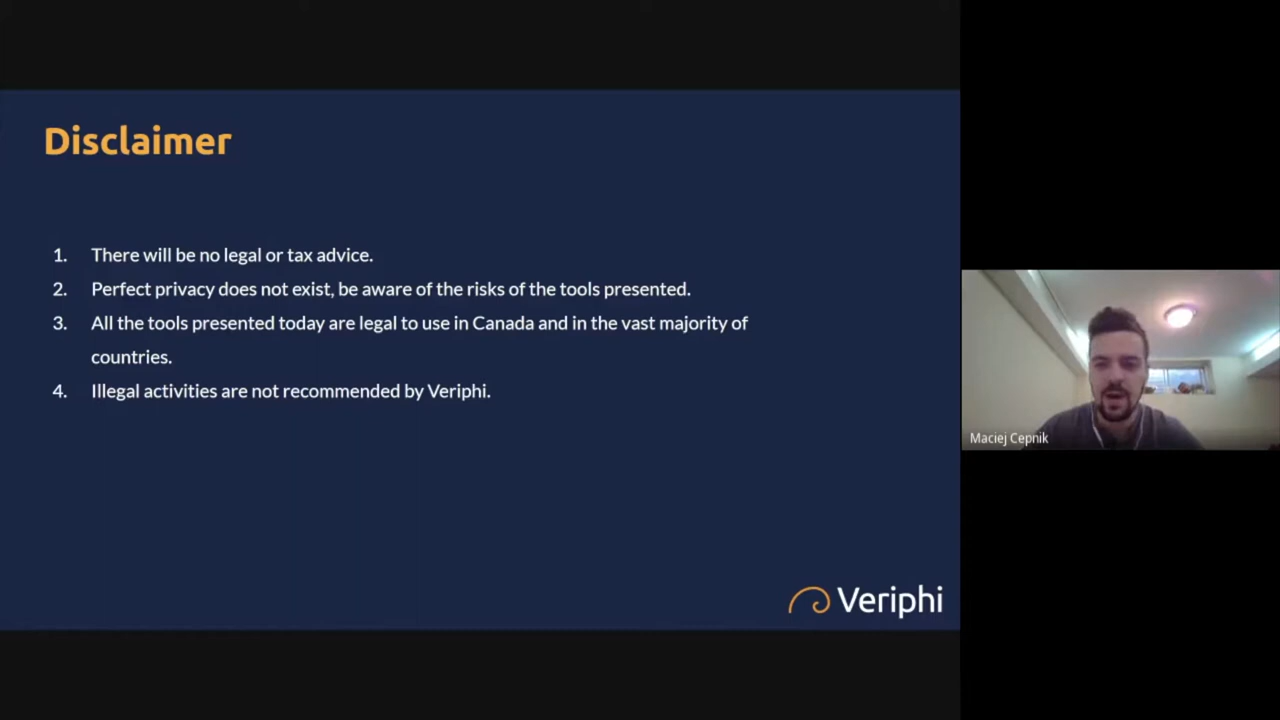 Disclaimer
1. There will be no legal or tax advice.
2. Perfect privacy does not exist, be aware of the risks of the tools presented.
3. All the tools presented today are legal to use in Canada and in the vast majority of
countries.
4. Illegal activities are not recommended by Veriphi.
Veriphi
Maciej Cepnik